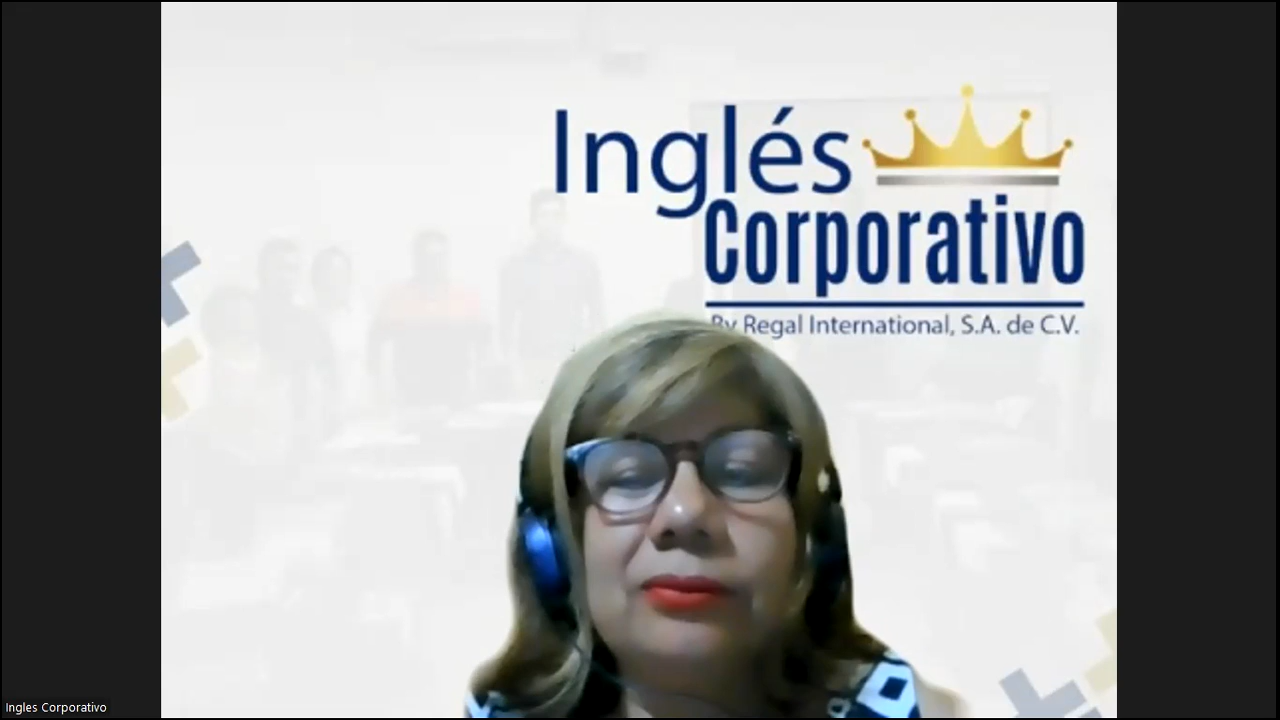 Inglés
Corporativo
By Regal International, S.A. de C.V.
Ingles Corporativo